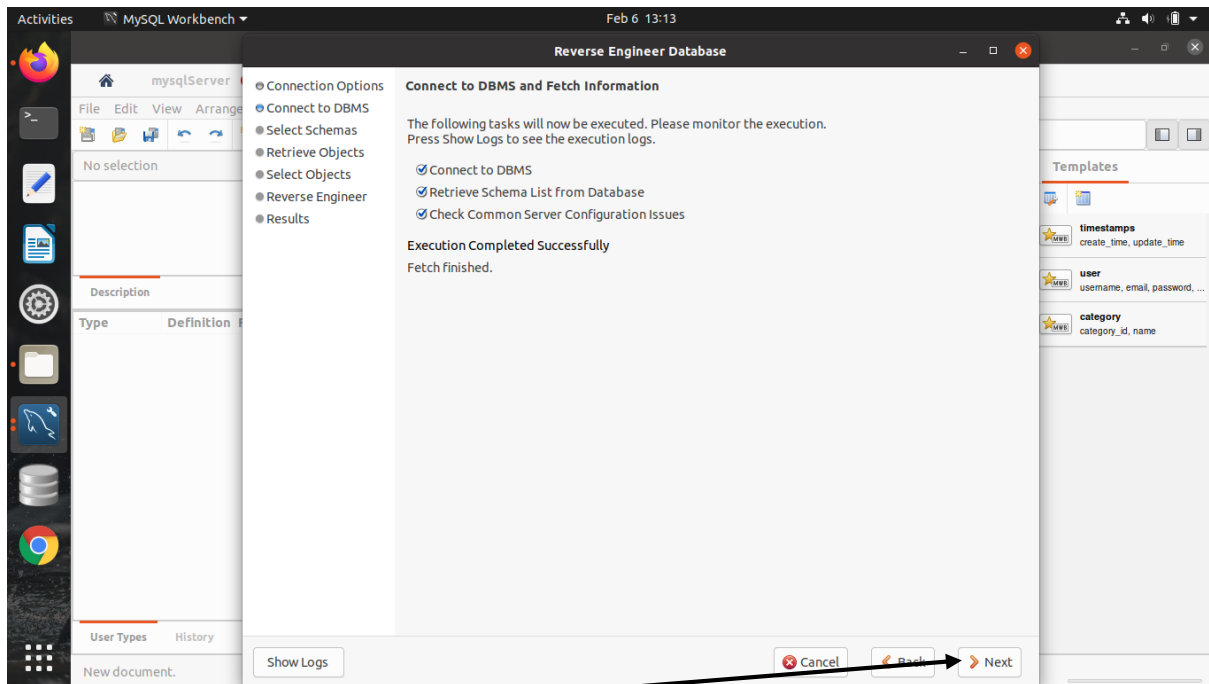 Activities MySQL Workbench Feb 6 13:13
Reverse Engineer Database
mysqlServer
File Edit View Arrange
No selection
Description
Type Definition
User Types History
New document.
Connection Options
Connect to DBMS
Select Schemas
Retrieve Objects
Select Objects
Reverse Engineer
Results
Connect to DBMS and Fetch Information
The following tasks will now be executed. Please monitor the execution.
Press Show Logs to see the execution logs.
Connect to DBMS
Retrieve Schema List from Database
Check Common Server Configuration Issues
Execution Completed Successfully
Fetch finished.
Show Logs Cancel Back Next
Templates
timestamps
create_time, update_time
user
username, email, password, ...
category
category_id, name